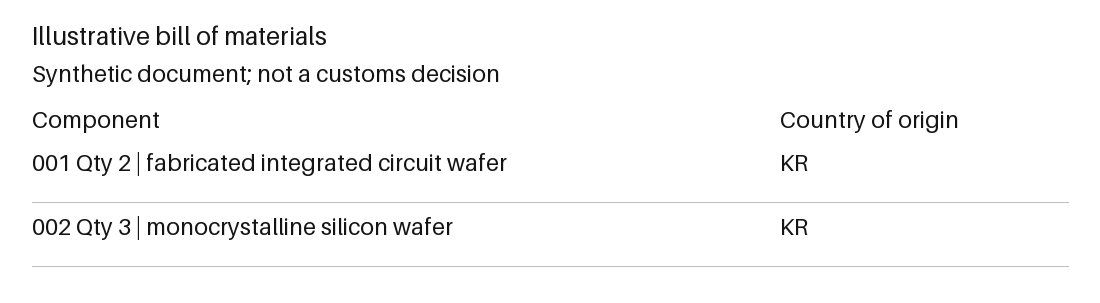 Illustrative bill of materials
Synthetic document; not a customs decision
Component Country of origin
001 Qty 2 | fabricated integrated circuit wafer KR
002 Qty 3 | monocrystalline silicon wafer KR